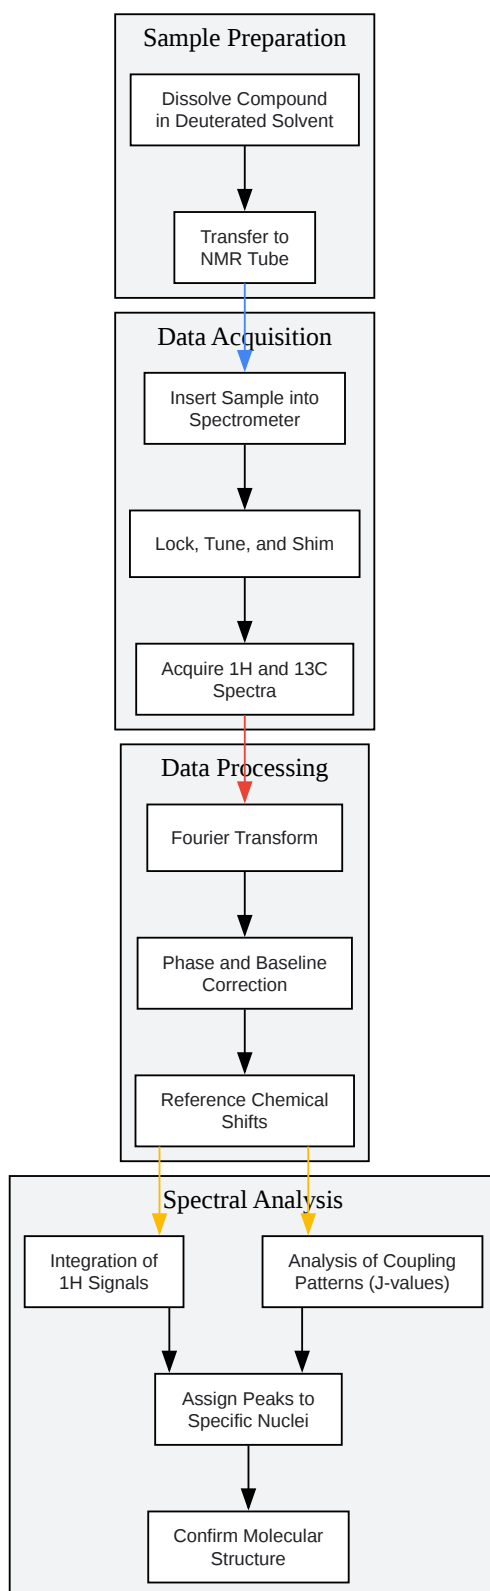 Sample Preparation
Dissolve Compound
in Deuterated Solvent
Transfer to
NMR Tube
Data Acquisition
Insert Sample into
Spectrometer
Lock, Tune, and Shim
Acquire 1H and 13C
Spectra
Data Processing
Fourier Transform
Phase and Baseline
Correction
Reference Chemical
Shifts
Spectral Analysis
Integration of
1H Signals
Analysis of Coupling
Patterns (J-values)
Assign Peaks to
Specific Nuclei
Confirm Molecular
Structure